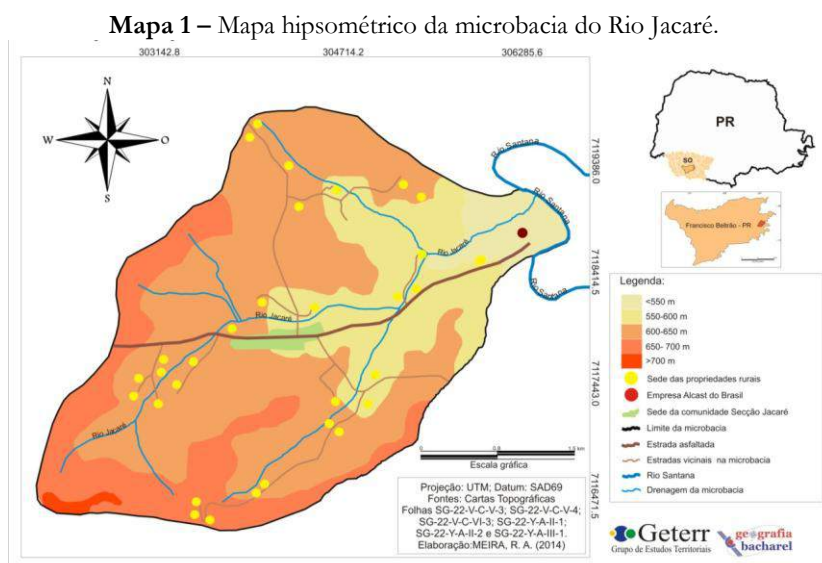 Mapa 1 – Mapa hipsométrico da microbacia do Rio Jacaré.
303142.8
304714.2
306285.6
N
W
O
S
Rio Santana
Rio Santana
Rio Santana
Rio Jacaré
Rio Jacaré
Rio Jacaré
7119386.0
7118414.5
7117443.0
7116471.5
PR
SG
Francisco Beltrão - PR
Legenda:
<550 m
550-600 m
600-650 m
650- 700 m
>700 m
Sede das propriedades rurais
Empresa Alcast do Brasil
Sede da comunidade Secção Jacaré
Limite da microbacia
Estrada asfaltada
Estradas vicinais na microbacia
Rio Santana
Drenagem da microbacia
0
0.8
1.6 km
Escala gráfica
Projeção: UTM; Datum: SAD69
Fontes: Cartas Topográficas
Folhas SG-22-V-C-V-3; SG-22-V-C-V-4;
SG-22-V-C-VI-3; SG-22-Y-A-II-1;
SG-22-Y-A-II-2 e SG-22-Y-A-III-1.
Elaboração:MEIRA, R. A. (2014)
Geterr
Grupo de Estudos Territoriais
geografia
bacharel